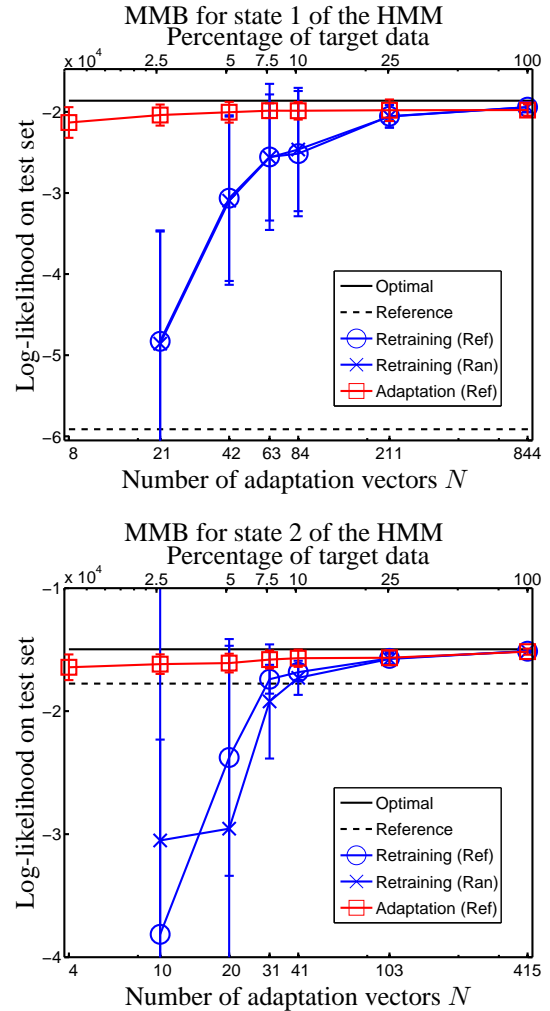 MMB for state 1 of the HMM
Percentage of target data
x 10⁴ 2.5 5 7.5 10 25 100
Log-likelihood on test set
−2
−3
−4
−5
−6
Optimal
Reference
Retraining (Ref)
Retraining (Ran)
Adaptation (Ref)
8 21 42 63 84 211 844
Number of adaptation vectors N
MMB for state 2 of the HMM
Percentage of target data
x 10⁴ 2.5 5 7.5 10 25 100
Log-likelihood on test set
−1
−2
−3
−4
Optimal
Reference
Retraining (Ref)
Retraining (Ran)
Adaptation (Ref)
4 10 20 31 41 103 415
Number of adaptation vectors N